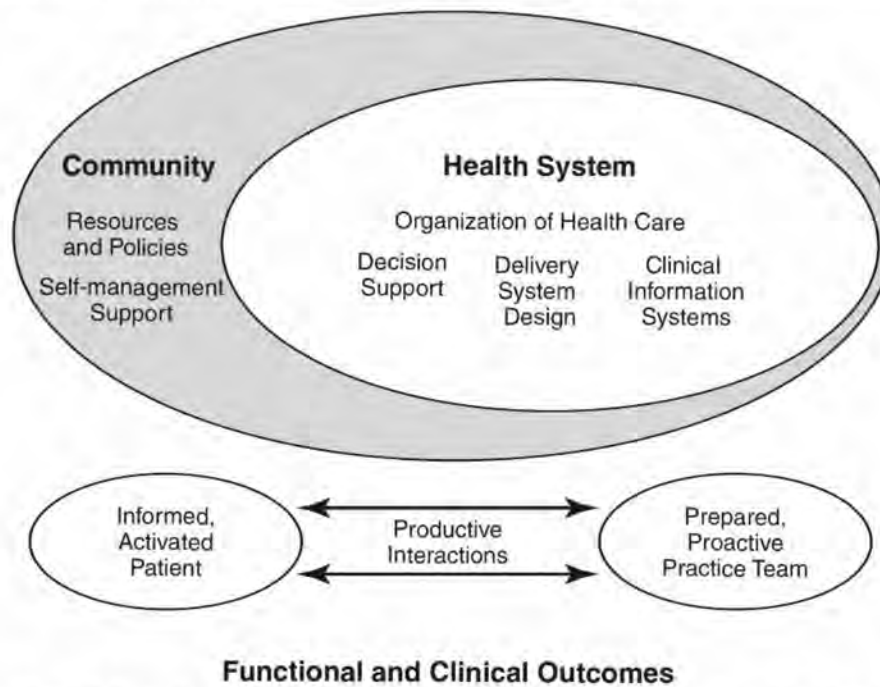 Community
Resources
and Policies
Self-management
Support
Health System
Organization of Health Care
Decision
Support
Delivery
System
Design
Clinical
Information
Systems
Informed,
Activated
Patient
Productive
Interactions
Prepared,
Proactive
Practice Team
Functional and Clinical Outcomes